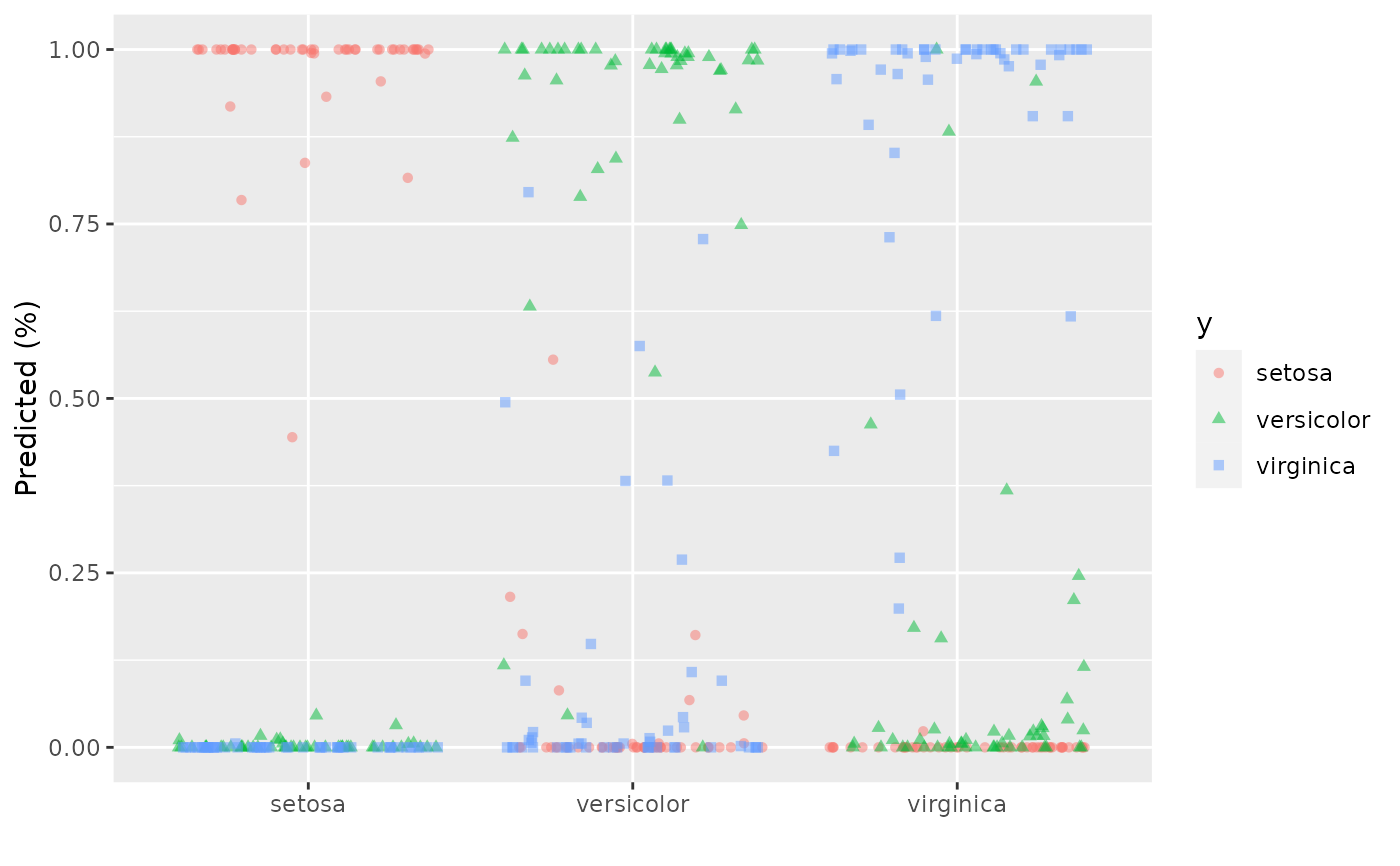 1.00
0.75
0.50
0.25
0.00
Predicted (%)
setosa
versicolor
virginica
y
setosa
versicolor
virginica